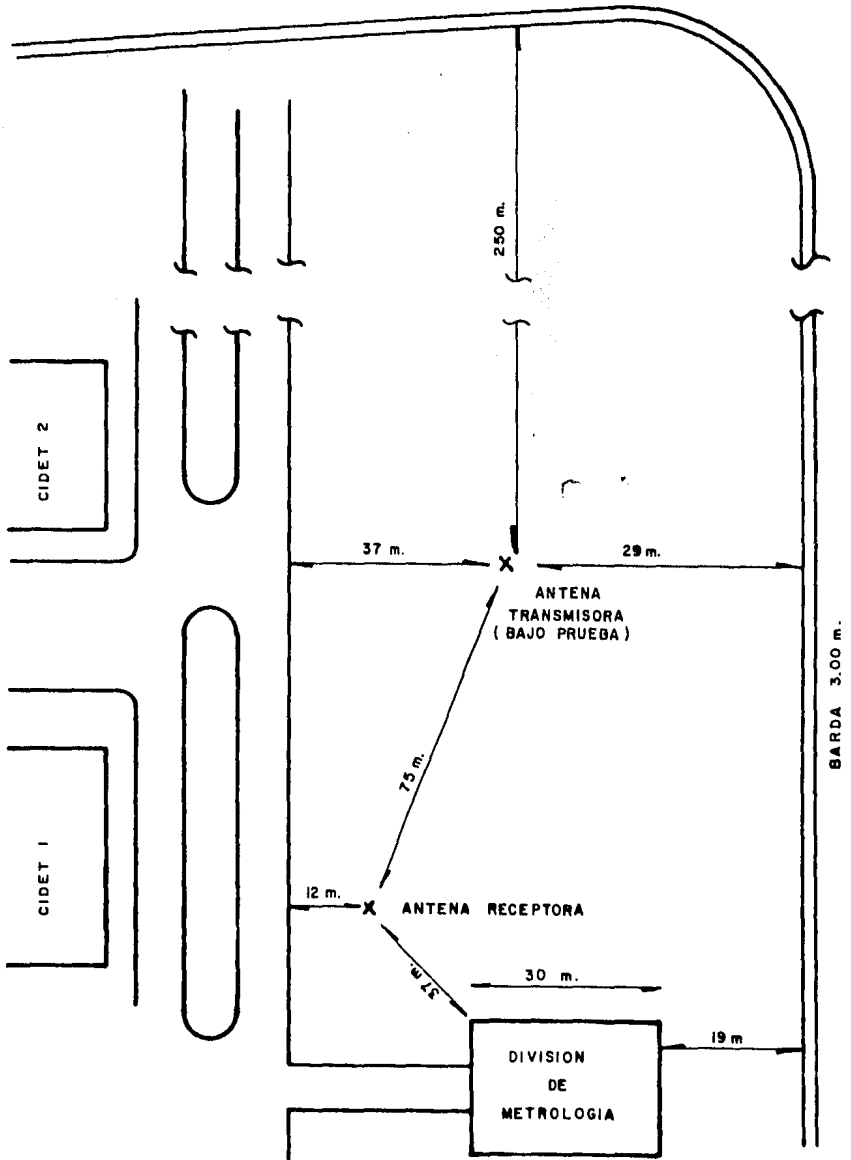 250 m.
CIDET 2
37 m.
29 m.
ANTENA
TRANSMISORA
( BAJO PRUEBA )
BARDA 3.00 m.
75 m.
CIDET 1
12 m.
ANTENA RECEPTORA
37 m.
30 m.
19 m
DIVISION
DE
METROLOGIA